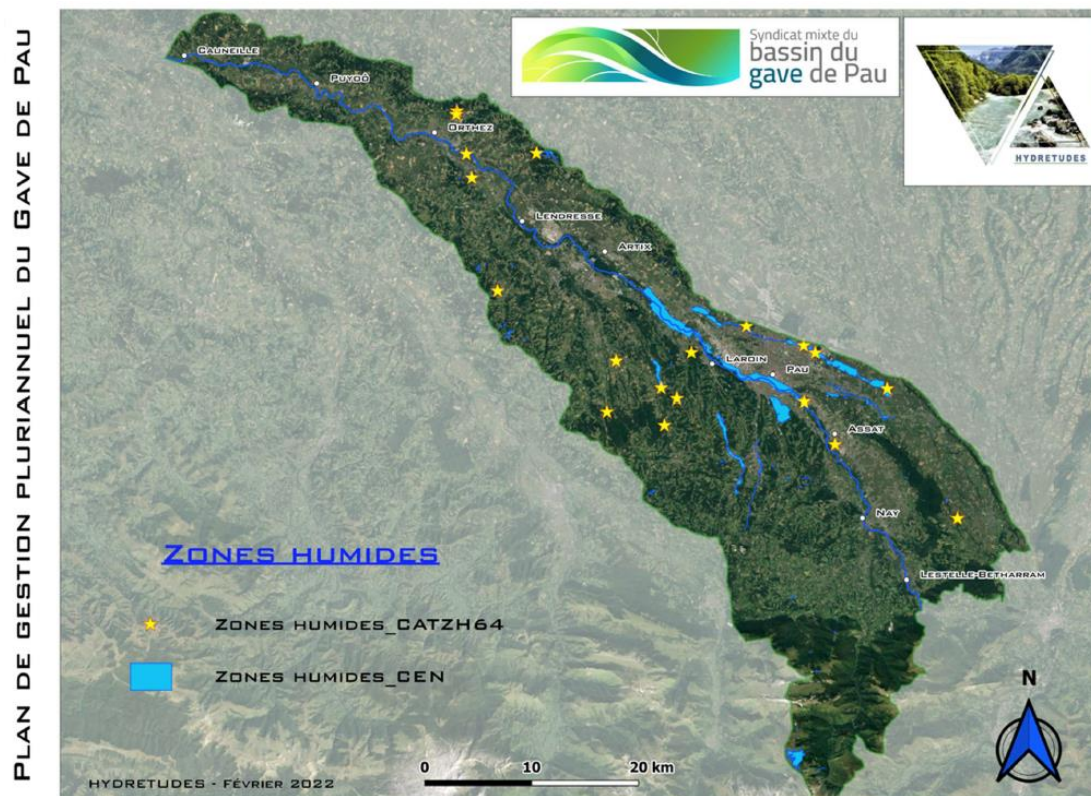 PLAN DE GESTION PLURIANNUEL DU GAVE DE PAU
Syndicat mixte du
bassin du
gave de Pau
HYDRETUDES
CAUNEILLE
PUYOÔ
ORTHEZ
LENDRESSE
ARTIX
LAROIN
PAU
ASSAT
NAY
LESTELLE-BETHARRAM
ZONES HUMIDES
ZONES HUMIDES_CATZH64
ZONES HUMIDES_CEN
HYDRETUDES - FÉVRIER 2022
0 10 20 km
N